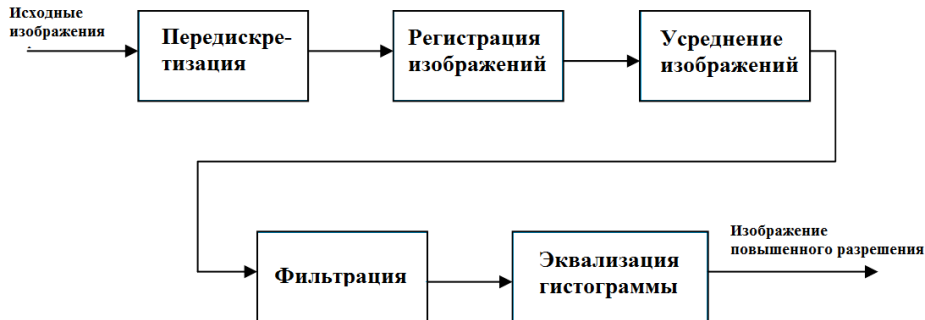 Исходные
изображения
Передискре-
тизация
Регистрация
изображений
Усреднение
изображений
Фильтрация
Эквализация
гистограммы
Изображение
повышенного разрешения